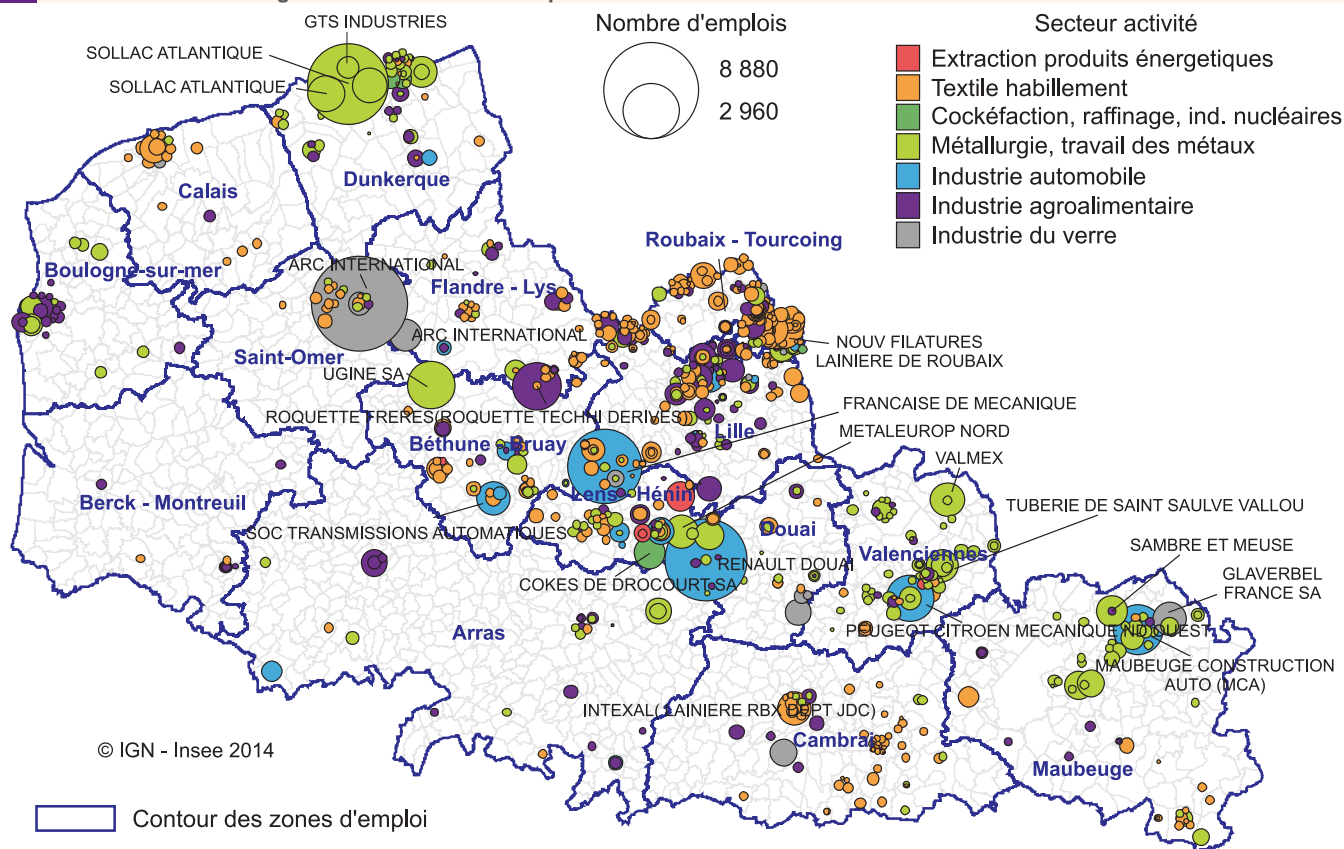 GTS INDUSTRIES
SOLLAC ATLANTIQUE
SOLLAC ATLANTIQUE
Nombre d'emplois
8 880
2 960
Secteur activité
Extraction produits énergetiques
Textile habillement
Cockéfaction, raffinage, ind. nucléaires
Métallurgie, travail des métaux
Industrie automobile
Industrie agroalimentaire
Industrie du verre
Calais
Dunkerque
Roubaix - Tourcoing
Boulogne-sur-mer
ARC INTERNATIONAL
Flandre - Lys
ARC INTERNATIONAL
Saint-Omer
UGINE SA
NOUV FILATURES
LAINIERE DE ROUBAIX
ROQUETTE FRERES(ROQUETTE TECHHI DERIVES)
FRANCAISE DE MECANIQUE
Béthune - Bruay
Lille
METALEUROP NORD
VALMEX
Berck - Montreuil
Lens - Hénin
TUBERIE DE SAINT SAULVE VALLOU
SOC TRANSMISSIONS AUTOMATIQUES
Douai
Valenciennes
SAMBRE ET MEUSE
COKES DE DROCOURT SA
RENAULT DOUAI
GLAVERBEL
FRANCE SA
Arras
PEUGEOT CITROEN MECANIQUE ND OUEST
MAUBEUGE CONSTRUCTION
AUTO (MCA)
INTEXAL( LAINIERE RBX DEPT JDC)
Cambrai
Maubeuge
© IGN - Insee 2014
Contour des zones d'emploi